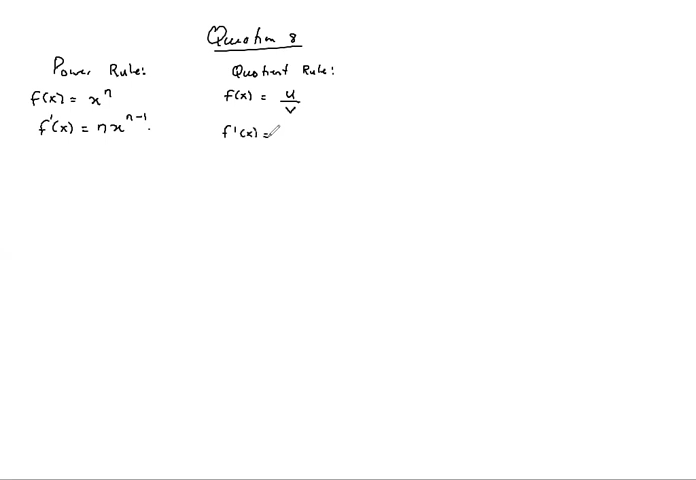 Question 8
Power Rule:
f(x) = x^n
f'(x) = nx^{n-1}.
Quotient Rule:
f(x) = u/v
f'(x) =